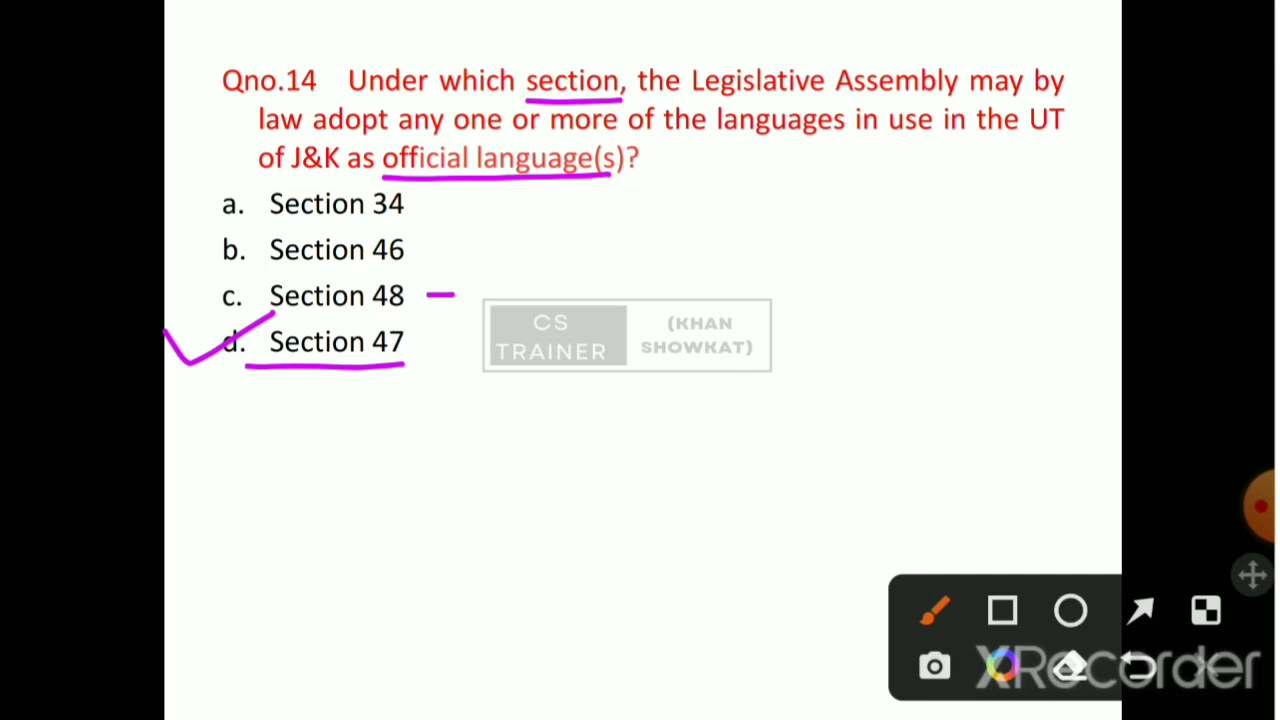 Qno.14 Under which section, the Legislative Assembly may by
law adopt any one or more of the languages in use in the UT
of J&K as official language(s)?
a. Section 34
b. Section 46
c. Section 48
d. Section 47
CS
TRAINER
(KHAN
SHOWKAT)
XRecorder